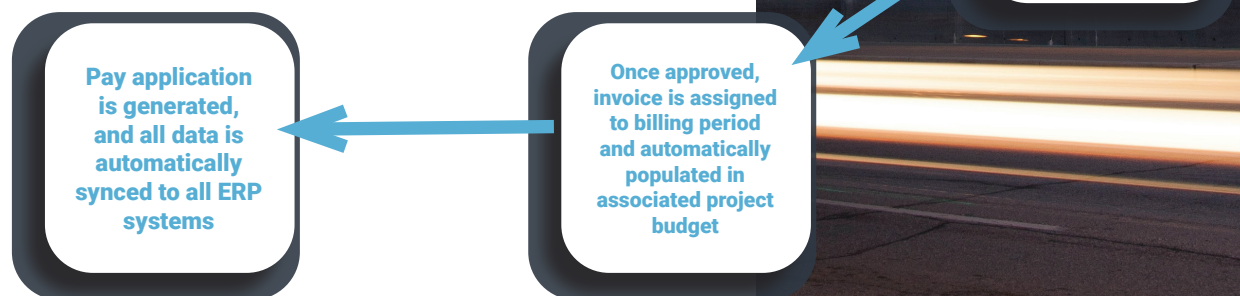 Pay application
is generated,
and all data is
automatically
synced to all ERP
systems
Once approved,
invoice is assigned
to billing period
and automatically
populated in
associated project
budget